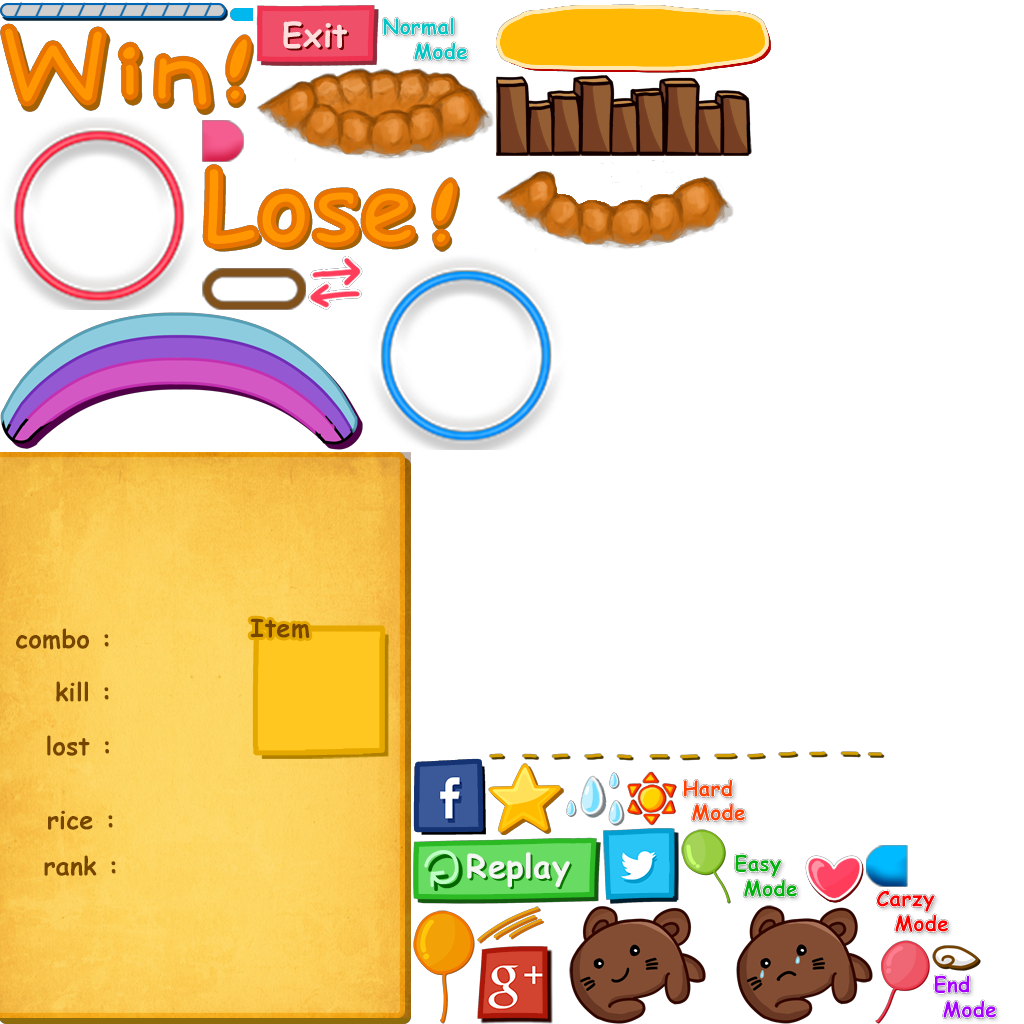 Exit
Normal
Mode
Win!
Lose!
Item
combo :
kill :
lost :
rice :
rank :
f
Hard
Mode
Replay
Easy
Mode
Carzy
Mode
g+
End
Mode